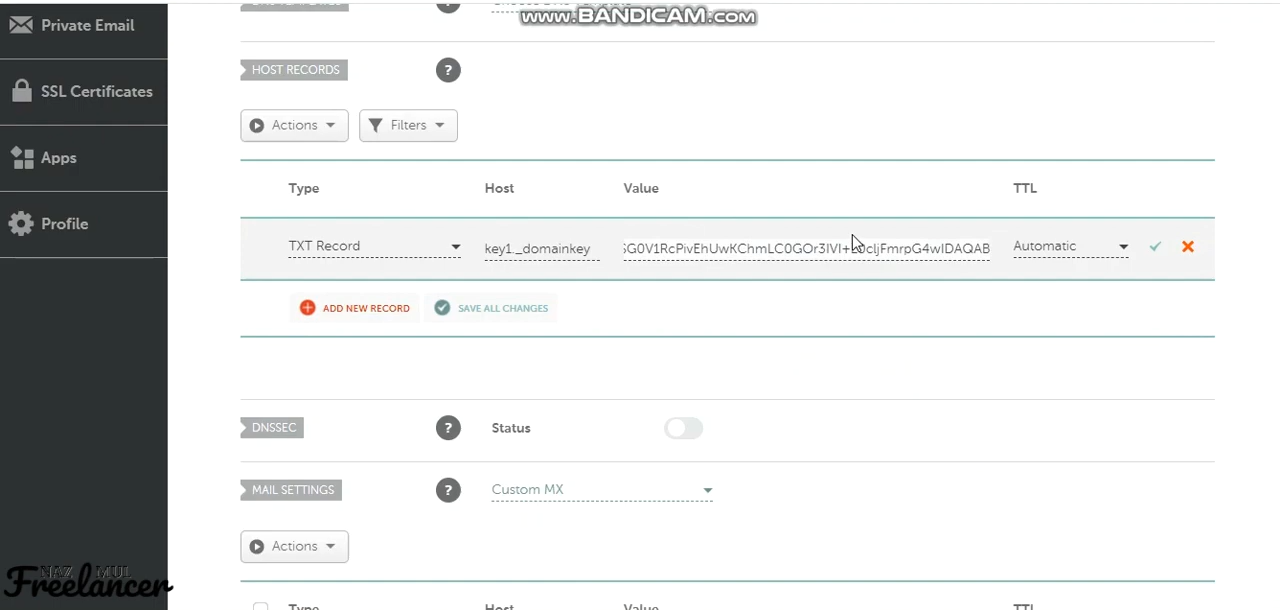 www.BANDICAM.com
Private Email
HOST RECORDS ?
SSL Certificates
Actions Filters
Apps
Type Host Value TTL
Profile
TXT Record key1._domainkey Automatic
ADD NEW RECORD SAVE ALL CHANGES
DNSSEC ? Status
MAIL SETTINGS ? Custom MX
Actions
Freelancer
Type Host Value TTL